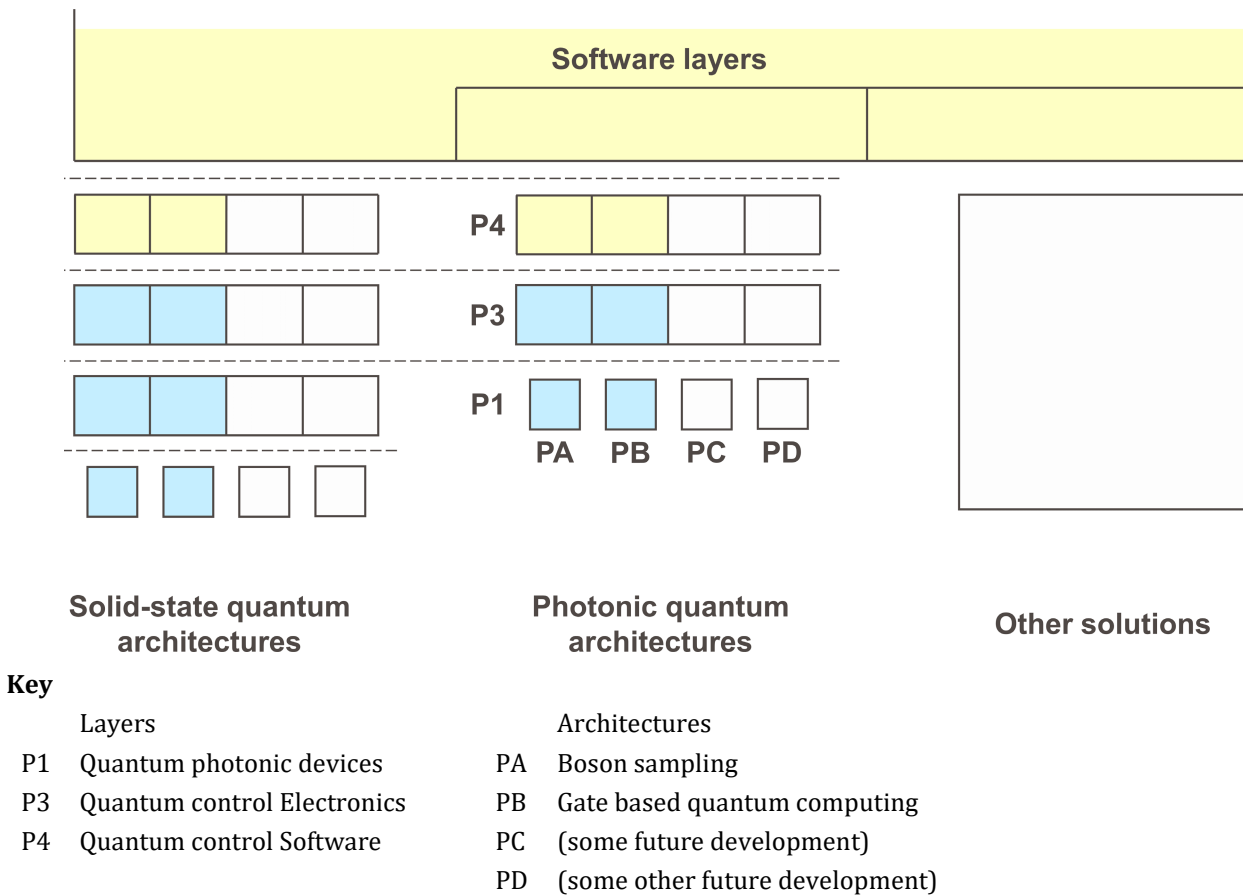 Software layers
P4
P3
P1
PA PB PC PD
Solid-state quantum
architectures
Photonic quantum
architectures
Other solutions
Key
Layers Architectures
P1 Quantum photonic devices PA Boson sampling
P3 Quantum control Electronics PB Gate based quantum computing
P4 Quantum control Software PC (some future development)
PD (some other future development)